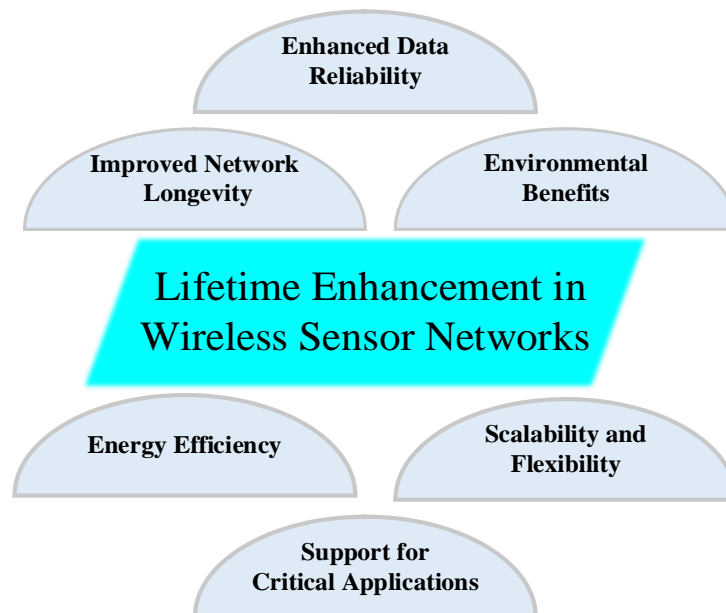 Enhanced Data
Reliability
Improved Network
Longevity
Environmental
Benefits
Lifetime Enhancement in
Wireless Sensor Networks
Energy Efficiency
Scalability and
Flexibility
Support for
Critical Applications